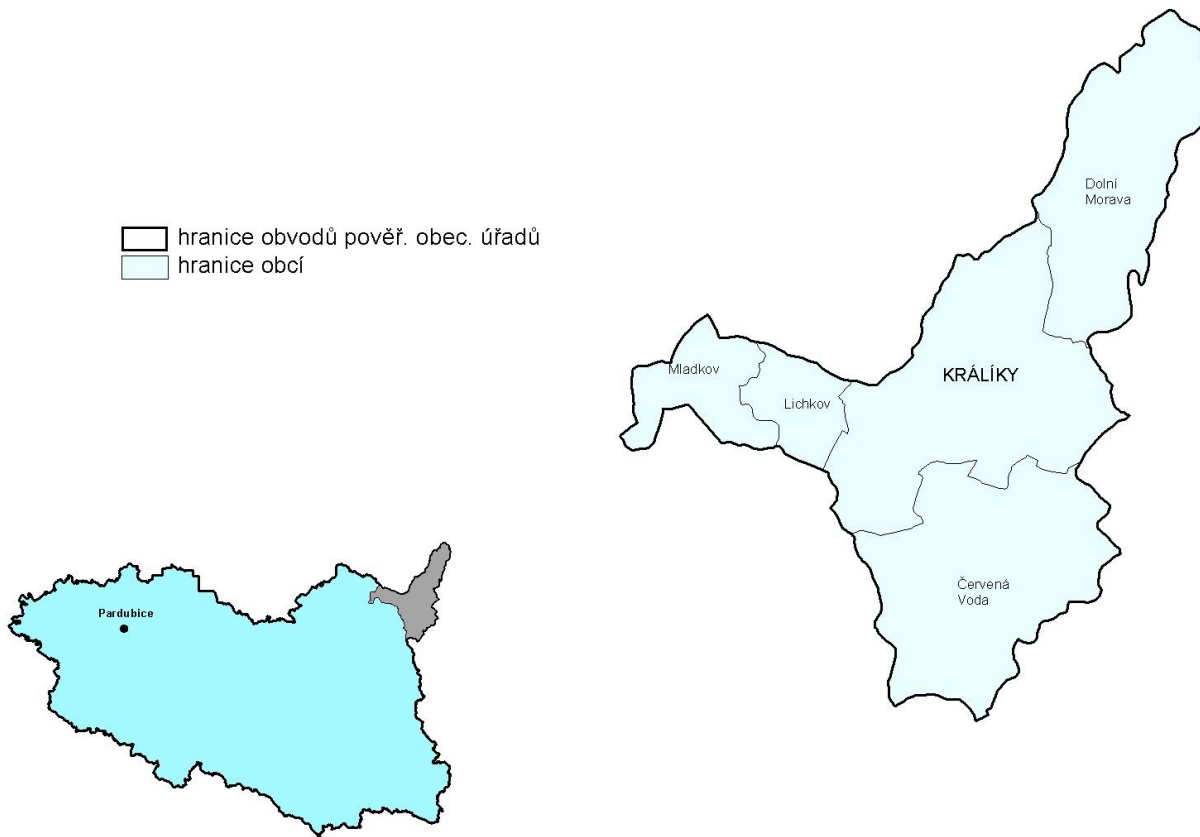 Dolní
Morava
hranice obvodů pověř. obec. úřadů
hranice obcí
Mladkov
KRÁLÍKY
Lichkov
Červená
Voda
Pardubice